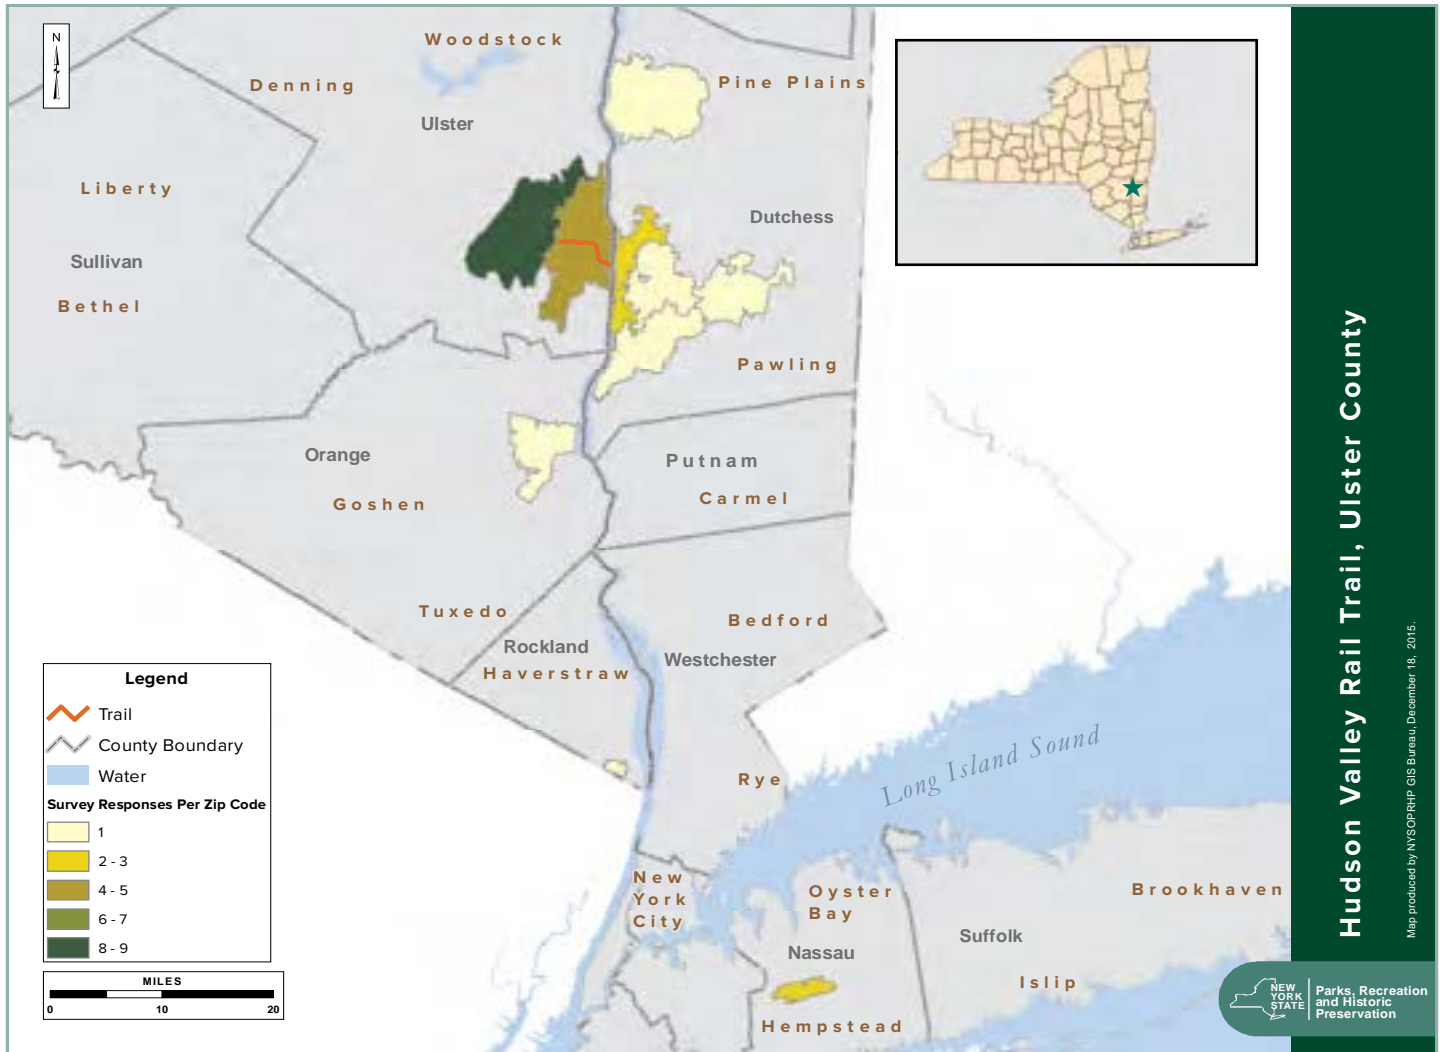 N
Woodstock
Denning
Pine Plains
Ulster
Liberty
Dutchess
Sullivan
Bethel
Pawling
Orange
Putnam
Goshen
Carmel
Tuxedo
Bedford
Rockland
Westchester
Haverstraw
Long Island Sound
Rye
New
York
City
Oyster
Bay
Brookhaven
Suffolk
Nassau
Islip
Hempstead
Legend
Trail
County Boundary
Water
Survey Responses Per Zip Code
1
2 - 3
4 - 5
6 - 7
8 - 9
MILES
0 10 20
Hudson Valley Rail Trail, Ulster County
Map produced by NYSOPRHP GIS Bureau, December 18, 2015.
NEW
YORK
STATE
Parks, Recreation
and Historic
Preservation